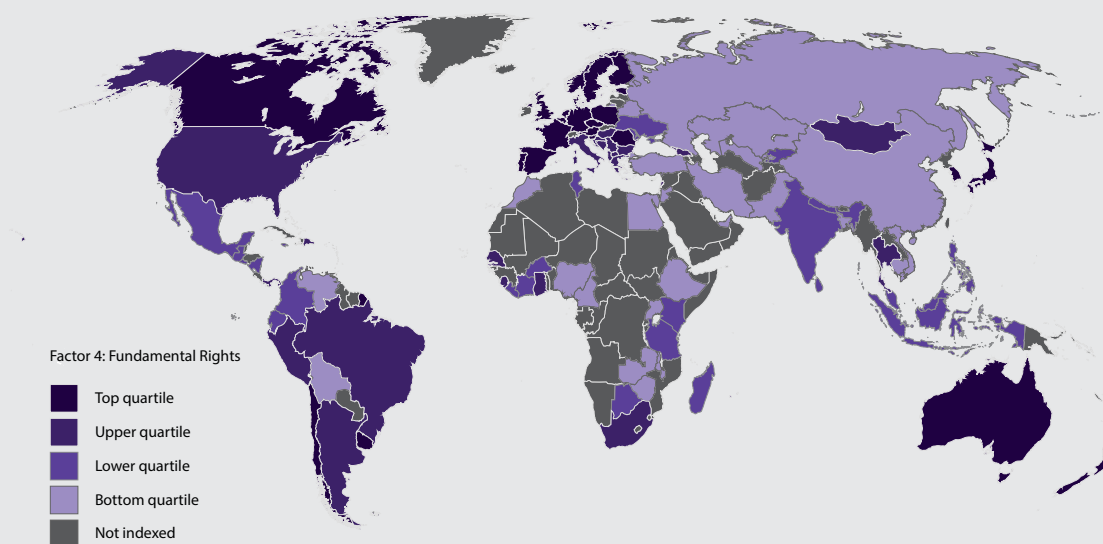 Factor 4: Fundamental Rights
Top quartile
Upper quartile
Lower quartile
Bottom quartile
Not indexed